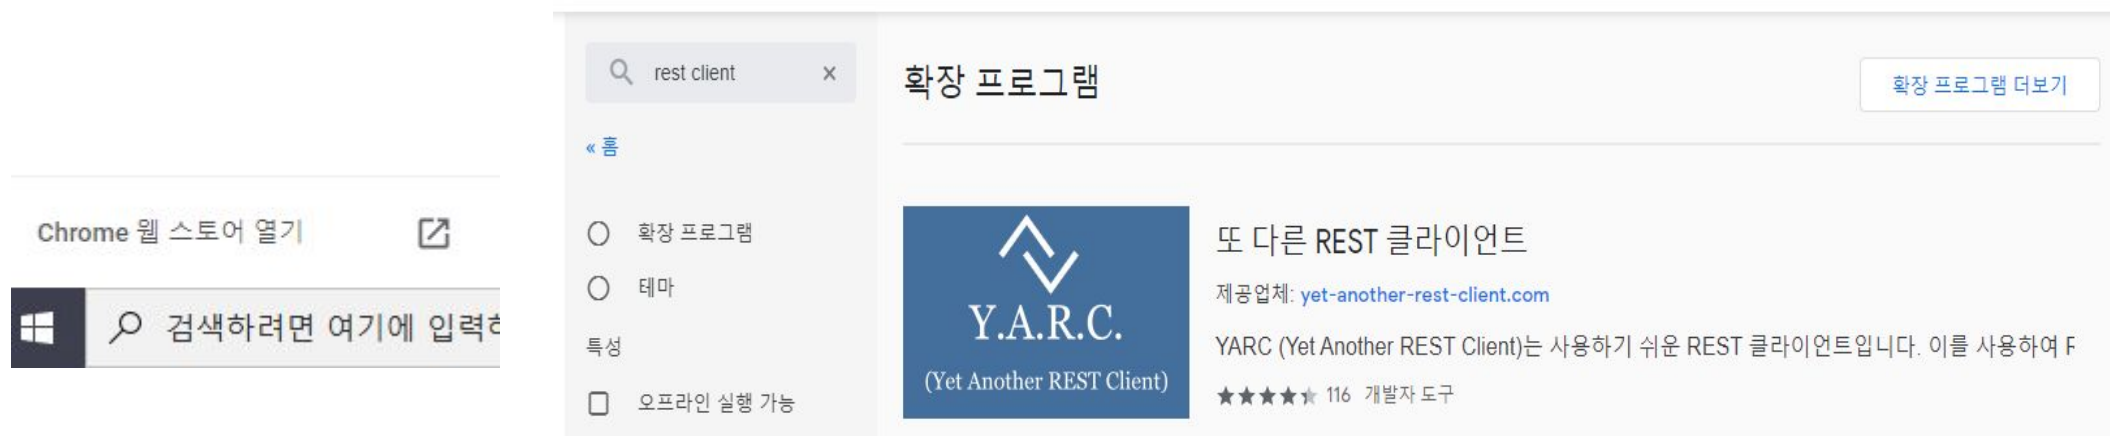 Chrome 웹 스토어 열기
검색하려면 여기에 입력
rest client
« 홈
확장 프로그램
테마
특성
오프라인 실행 가능
확장 프로그램
확장 프로그램 더보기
Y.A.R.C.
(Yet Another REST Client)
또 다른 REST 클라이언트
제공업체: yet-another-rest-client.com
YARC (Yet Another REST Client)는 사용하기 쉬운 REST 클라이언트입니다. 이를 사용하여
116 개발자 도구